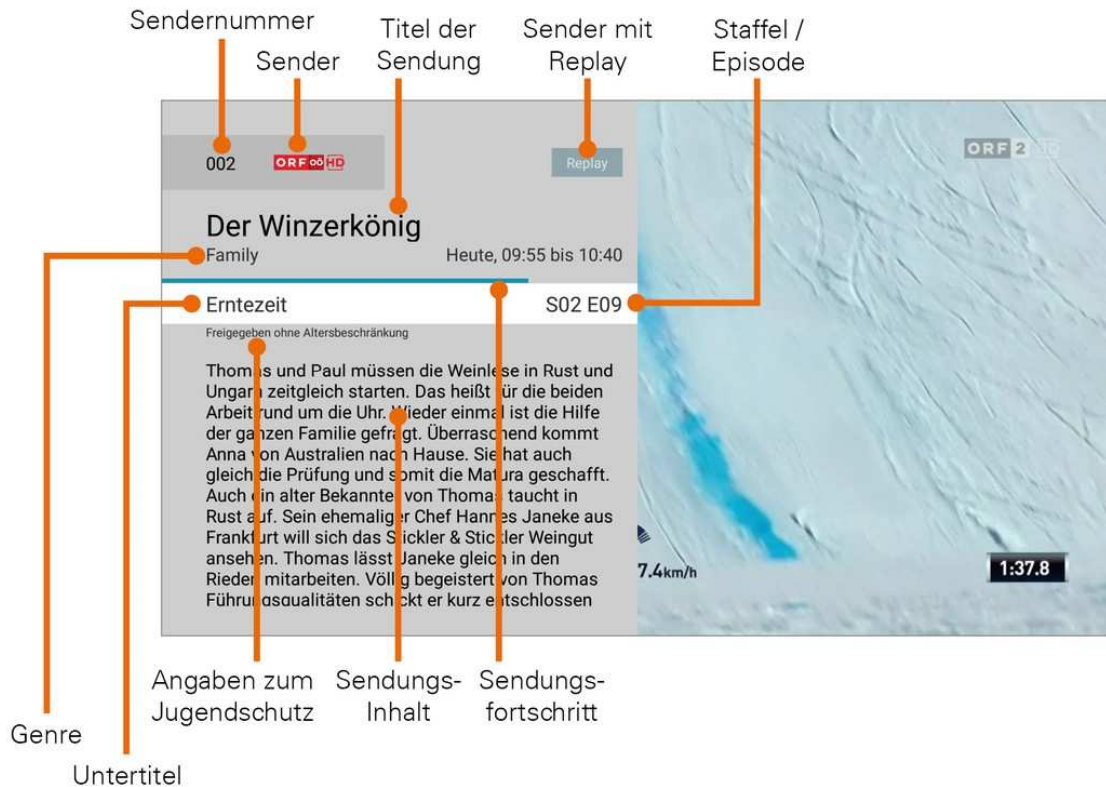 Sendernummer
Sender
Titel der
Sendung
Sender mit
Replay
Staffel /
Episode
002
ORF OÖ HD
Replay
ORF 2 HD
Der Winzerkönig
Family
Heute, 09:55 bis 10:40
Erntezeit
S02 E09
Freigegeben ohne Altersbeschränkung
Thomas und Paul müssen die Weinlese in Rust und
Ungarn zeitgleich starten. Das heißt für die beiden
Arbeit rund um die Uhr. Wieder einmal ist die Hilfe
der ganzen Familie gefragt. Überraschend kommt
Anna von Australien nach Hause. Sie hat auch
gleich die Prüfung und somit die Matura geschafft.
Auch ein alter Bekannter von Thomas taucht in
Rust auf. Sein ehemaliger Chef Hannes Janeke aus
Frankfurt will sich das Stickler & Stickler Weingut
ansehen. Thomas lässt Janeke gleich in den
Rieden mitarbeiten. Völlig begeistert von Thomas
Führungsqualitäten schickt er kurz entschlossen
7.4km/h
1:37.8
Angaben zum
Jugendschutz
Sendungs-
Inhalt
Sendungs-
fortschritt
Genre
Untertitel